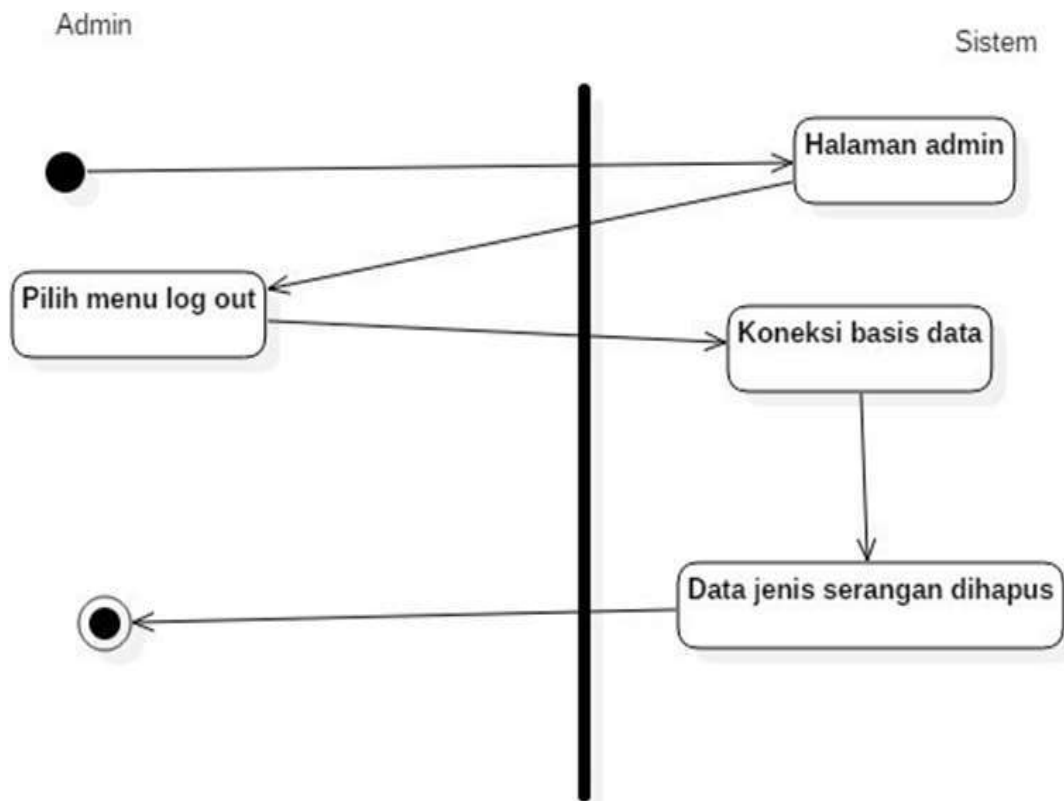 Admin
Sistem
Halaman admin
Pilih menu log out
Koneksi basis data
Data jenis serangan dihapus